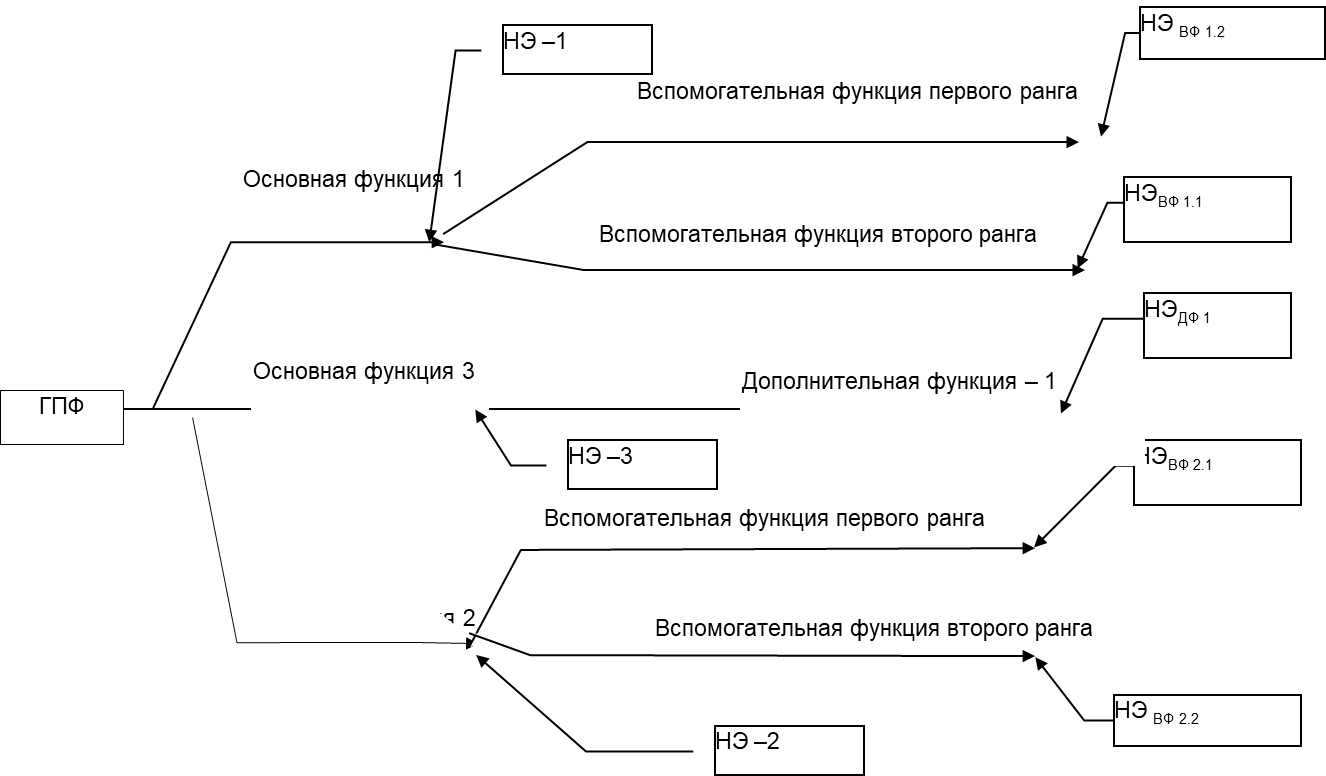 НЭ ВФ 1.2
НЭ –1
Вспомогательная функция первого ранга
Основная функция 1
НЭВФ 1.1
Вспомогательная функция второго ранга
НЭДФ 1
Основная функция 3
Дополнительная функция – 1
ГПФ
НЭ –3
НЭВФ 2.1
Вспомогательная функция первого ранга
2
Вспомогательная функция второго ранга
НЭ ВФ 2.2
НЭ –2